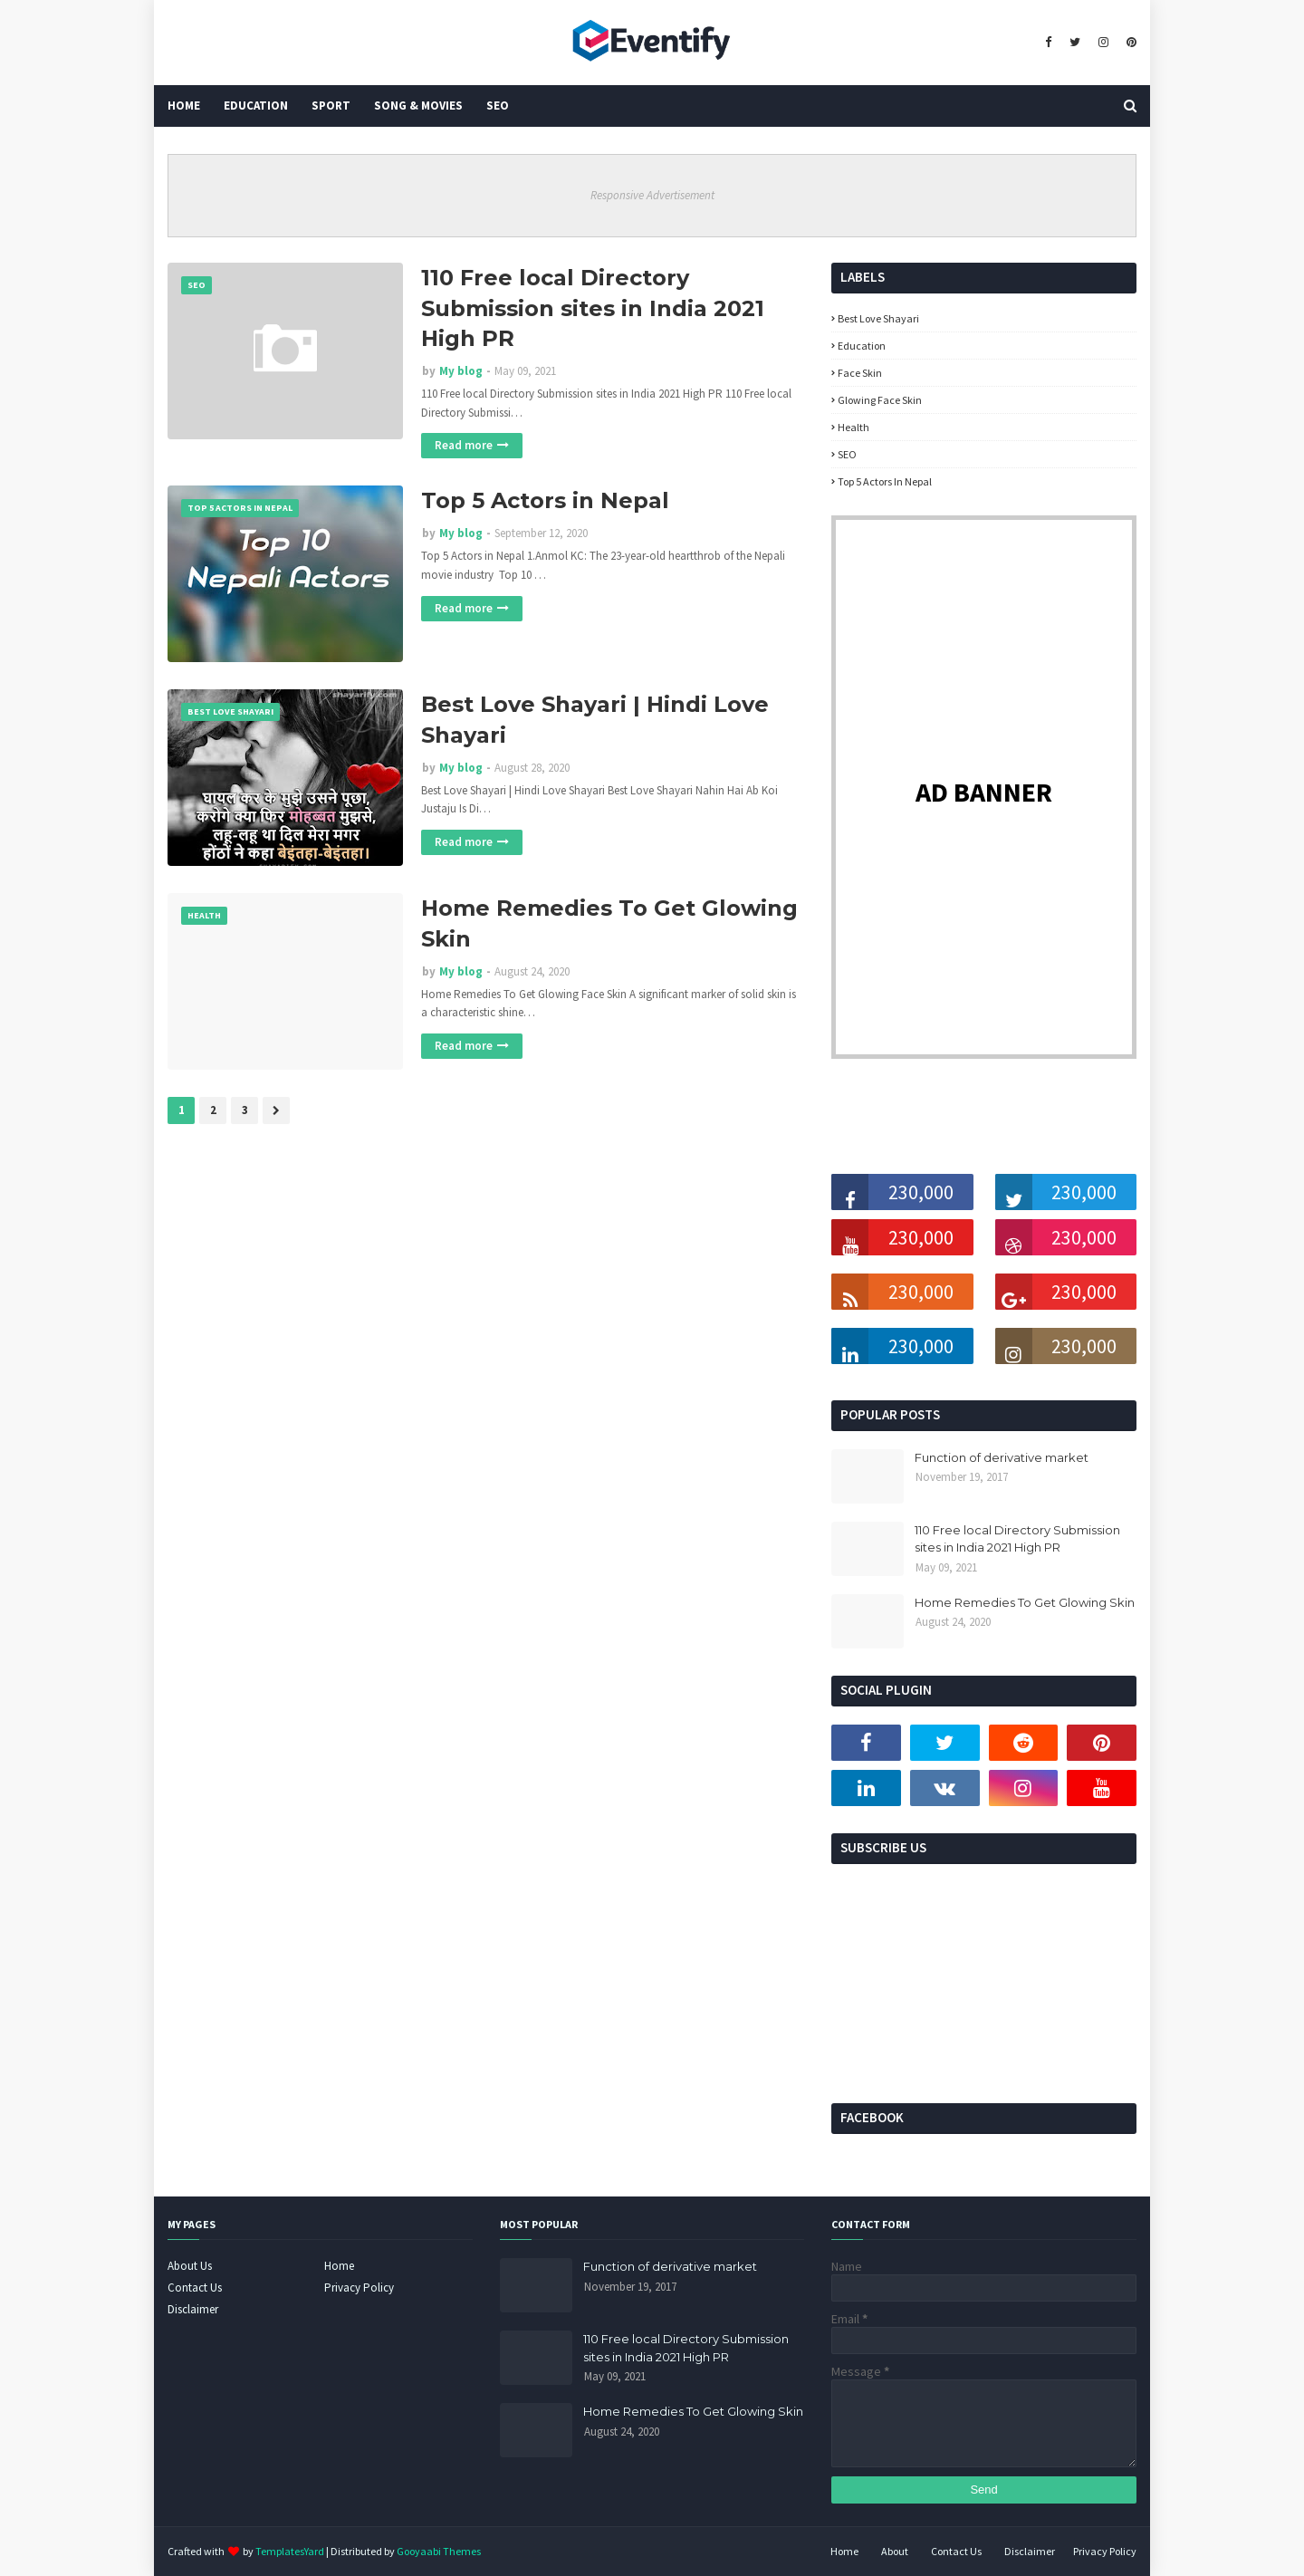 Eventify
HOME EDUCATION SPORT SONG & MOVIES SEO
Responsive Advertisement
SEO
110 Free local Directory
Submission sites in India 2021
High PR
by My blog - May 09, 2021
110 Free local Directory Submission sites in India 2021 High PR 110 Free local
Directory Submissi…
Read more
TOP 5 ACTORS IN NEPAL
Top 10
Nepali Actors
Top 5 Actors in Nepal
by My blog - September 12, 2020
Top 5 Actors in Nepal 1.Anmol KC: The 23-year-old heartthrob of the Nepali
movie industry  Top 10 …
Read more
shayarify.com
BEST LOVE SHAYARI
घायल कर के मुझे उसने पूछा,
करोगे क्या फिर मोहब्बत मुझसे,
लहू-लहू था दिल मेरा मगर
होंठों ने कहा बेइंतहा-बेइंतहा।
Best Love Shayari | Hindi Love
Shayari
by My blog - August 28, 2020
Best Love Shayari | Hindi Love Shayari Best Love Shayari Nahin Hai Ab Koi
Justaju Is Di…
Read more
HEALTH
Home Remedies To Get Glowing
Skin
by My blog - August 24, 2020
Home Remedies To Get Glowing Face Skin A significant marker of solid skin is
a characteristic shine…
Read more
1 2 3
LABELS
Best Love Shayari
Education
Face Skin
Glowing Face Skin
Health
SEO
Top 5 Actors In Nepal
AD BANNER
230,000 230,000
230,000 230,000
230,000 230,000
230,000 230,000
POPULAR POSTS
Function of derivative market
November 19, 2017
110 Free local Directory Submission
sites in India 2021 High PR
May 09, 2021
Home Remedies To Get Glowing Skin
August 24, 2020
SOCIAL PLUGIN
SUBSCRIBE US
FACEBOOK
MY PAGES
About Us Home
Contact Us Privacy Policy
Disclaimer
MOST POPULAR
Function of derivative market
November 19, 2017
110 Free local Directory Submission
sites in India 2021 High PR
May 09, 2021
Home Remedies To Get Glowing Skin
August 24, 2020
CONTACT FORM
Name
Email *
Message *
Send
Crafted with by TemplatesYard | Distributed by Gooyaabi Themes
Home About Contact Us Disclaimer Privacy Policy